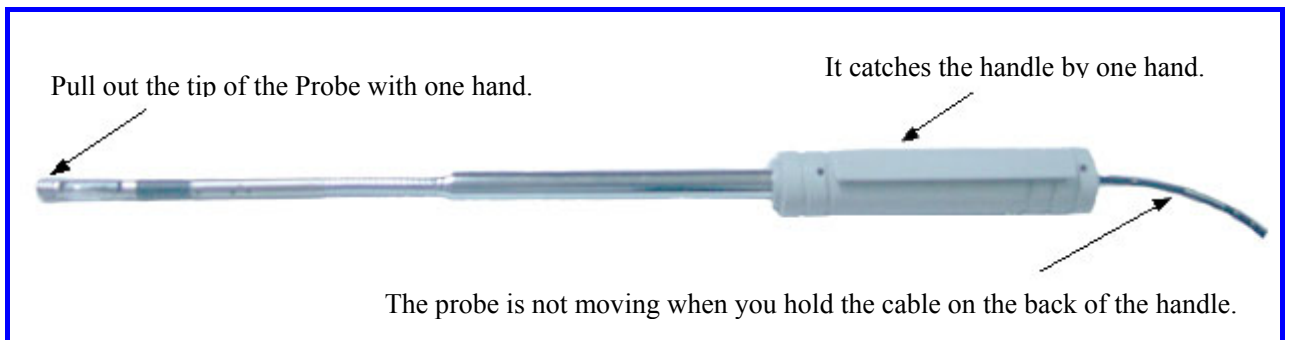 Pull out the tip of the Probe with one hand.
It catches the handle by one hand.
The probe is not moving when you hold the cable on the back of the handle.